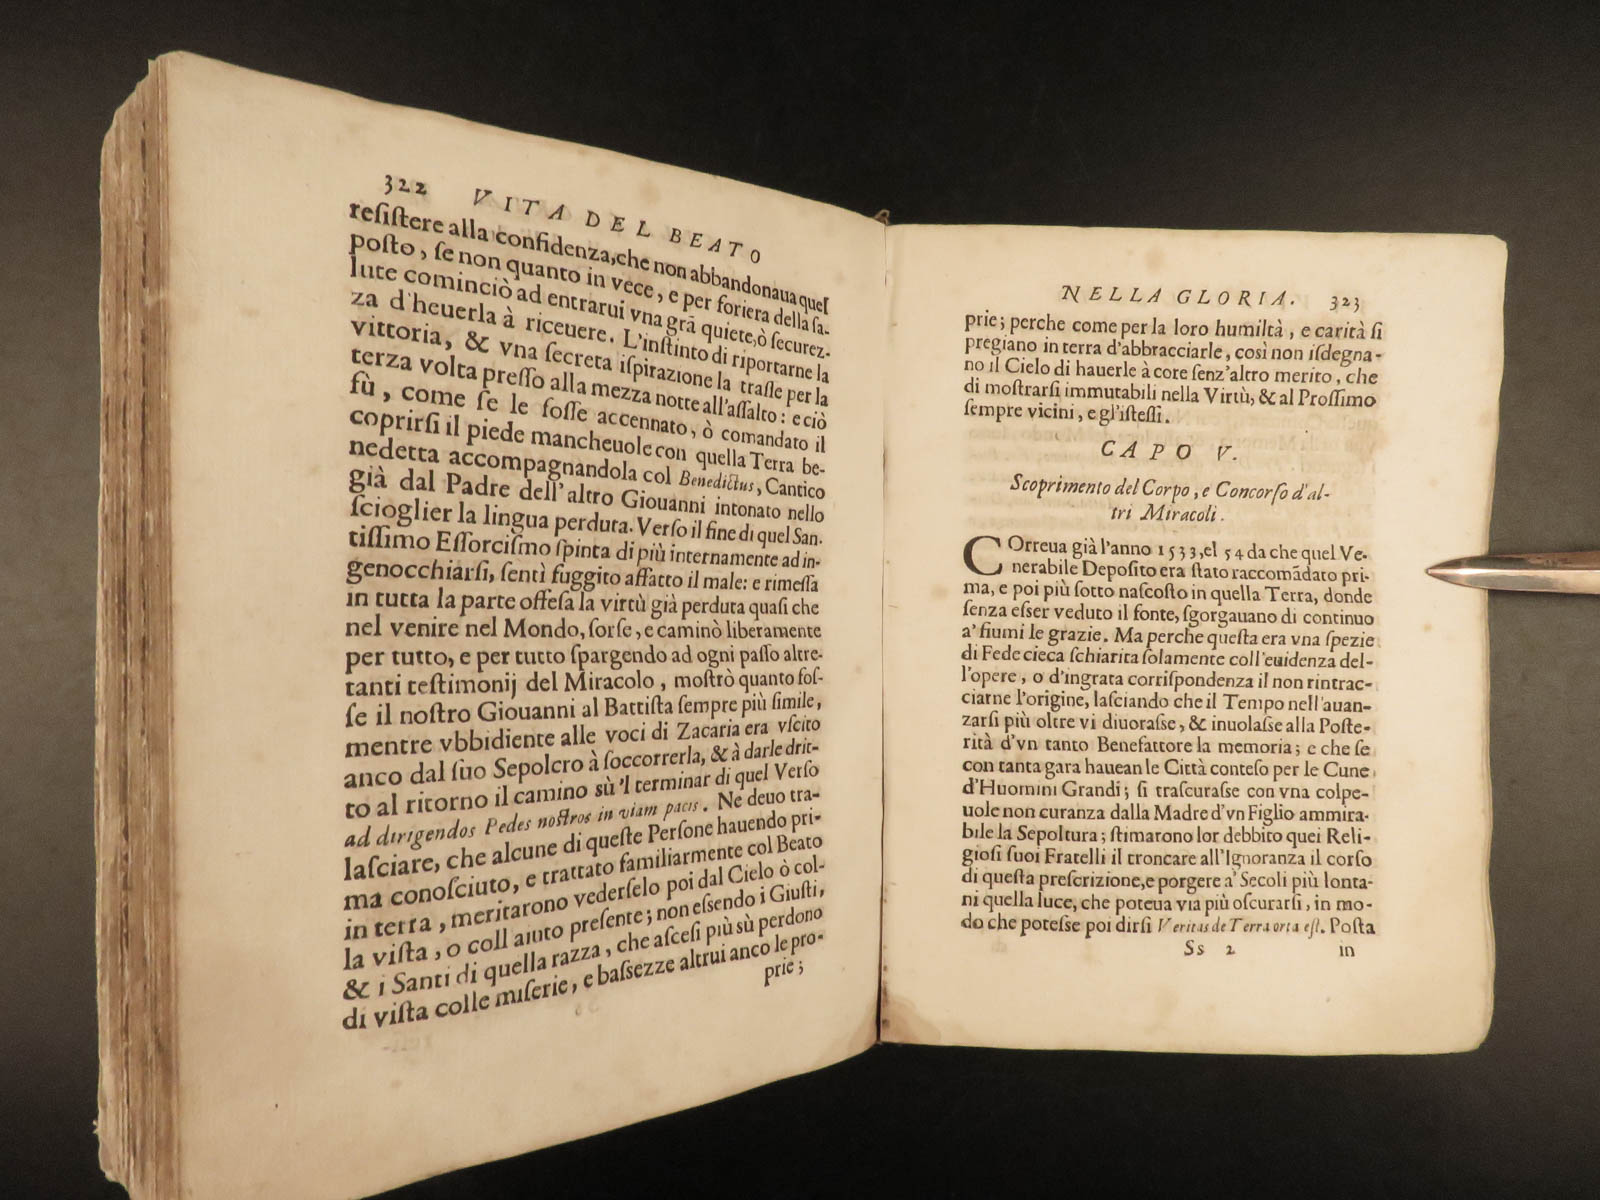 322 VITA DEL BEATO
reſiſtere alla confidenza, che non abbandonaua quel
poſto, ſe non quanto in vece, e per foriera della ſa-
lute cominciò ad entrarui vna grã quiete, ò ſecurez-
za d'heuerla à riceuere. L'inſtinto di riportarne la
vittoria, & vna ſecreta iſpirazione la traſſe per la
terza volta preſſo alla mezza notte all'aſſalto: e ciò
fù, come ſe le foſſe accennato, ò comandato il
coprirſi il piede mancheuole con quella Terra be-
nedetta accompagnandola col Benedictus, Cantico
già dal Padre dell'altro Giouanni intonato nello
ſcioglier la lingua perduta. Verſo il fine di quel San-
tiſſimo Eſſorciſmo ſpinta di più internamente ad in-
genocchiarſi, ſentì fuggito affatto il male: e rimeſſa
in tutta la parte offeſa la virtù già perduta quaſi che
nel venire nel Mondo, ſorſe, e caminò liberamente
per tutto, e per tutto ſpargendo ad ogni paſſo altre-
tanti teſtimonij del Miracolo, moſtrò quanto foſ-
ſe il noſtro Giouanni al Battiſta ſempre più ſimile,
mentre vbbidiente alle voci di Zacaria era vſcito
anco dal ſuo Sepolcro à ſoccorrerla, & à darle drit-
to al ritorno il camino sù'l terminar di quel Verſo
ad dirigendos Pedes noſtros in viam pacis. Ne deuo tra-
laſciare, che alcune di queſte Perſone hauendo pri-
ma conoſciuto, e trattato familiarmente col Beato
in terra, meritarono vederſelo poi dal Cielo ò col-
la viſta, o coll aiuto preſente; non eſsendo i Giuſti,
& i Santi di quella razza, che aſceſi più sù perdono
di viſta colle miſerie, e baſsezze altrui anco le pro-
prie;
NELLA GLORIA. 323
prie; perche come per la loro humiltà, e carità ſi
pregiano in terra d'abbracciarle, così non iſdegna-
no il Cielo di hauerle à core ſenz'altro merito, che
di moſtrarſi immutabili nella Virtù, & al Proſſimo
ſempre vicini, e gl'iſteſſi.
CAPO V.
Scoprimento del Corpo, e Concorſo d'al-
tri Miracoli.
COrreua già l'anno 1533, el 54 da che quel Ve-
nerabile Depoſito era ſtato raccomãdato pri-
ma, e poi più ſotto naſcoſto in quella Terra, donde
ſenza eſser veduto il fonte, ſgorgauano di continuo
a' fiumi le grazie. Ma perche queſta era vna ſpezie
di Fede cieca ſchiarita ſolamente coll'euidenza del-
l'opere, o d'ingrata corriſpondenza il non rintrac-
ciarne l'origine, laſciando che il Tempo nell'auan-
zarſi più oltre vi diuoraſse, & inuolaſse alla Poſte-
rità d'vn tanto Benefattore la memoria; e che ſe
con tanta gara hauean le Città conteſo per le Cune
d'Huomini Grandi; ſi traſcuraſse con vna colpe-
uole non curanza dalla Madre d'vn Figlio ammira-
bile la Sepoltura; ſtimarono lor debbito quei Reli-
gioſi ſuoi Fratelli il troncare all'Ignoranza il corſo
di queſta preſcrizione, e porgere a' Secoli più lonta-
ni quella luce, che poteua via più oſcurarſi, in mo-
do che poteſse poi dirſi Veritas de Terra orta eſt. Poſta
Ss 2 in